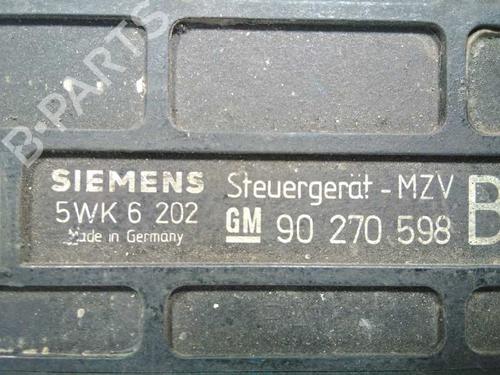 B-PARTS
SIEMENS Steuergerät - MZV B
5WK 6 202 GM 90 270 598
Made in Germany